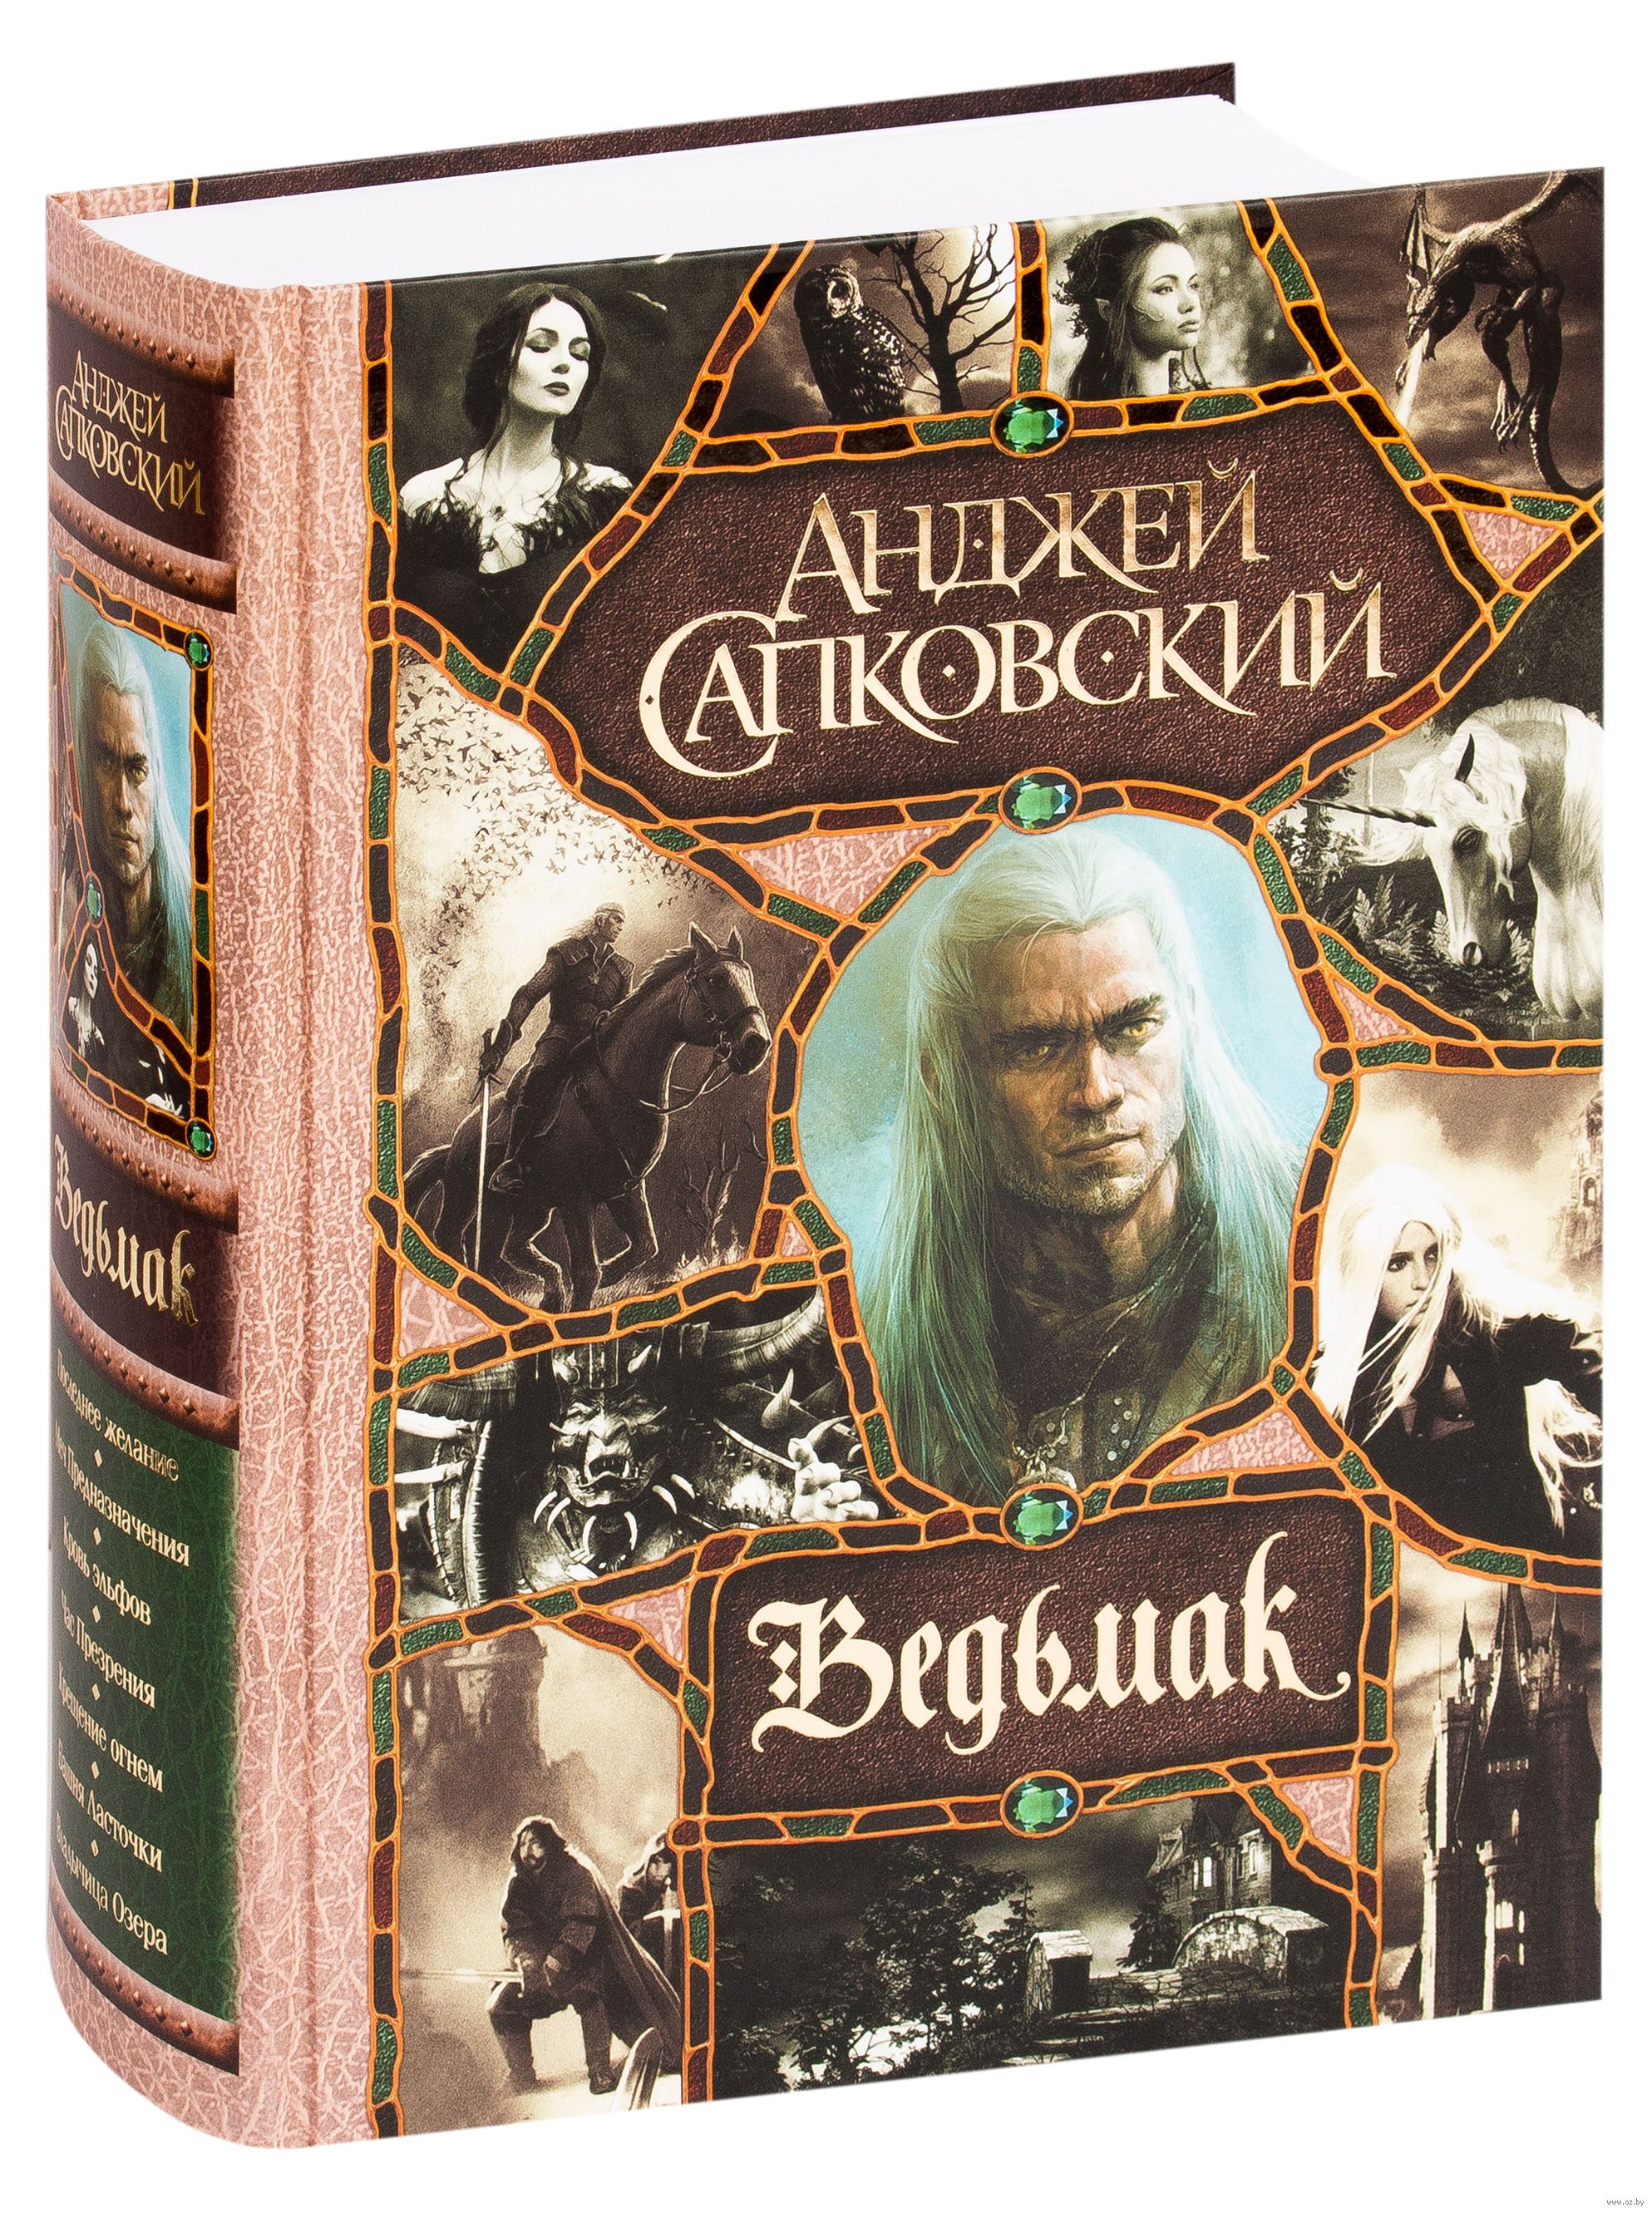 Анджей
Сапковский
Ведьмак
Анджей
Сапковский
Ведьмак
Последнее желание
Меч Предназначения
Кровь эльфов
Час Презрения
Крещение огнем
Башня Ласточки
Владычица Озера
www.oz.by